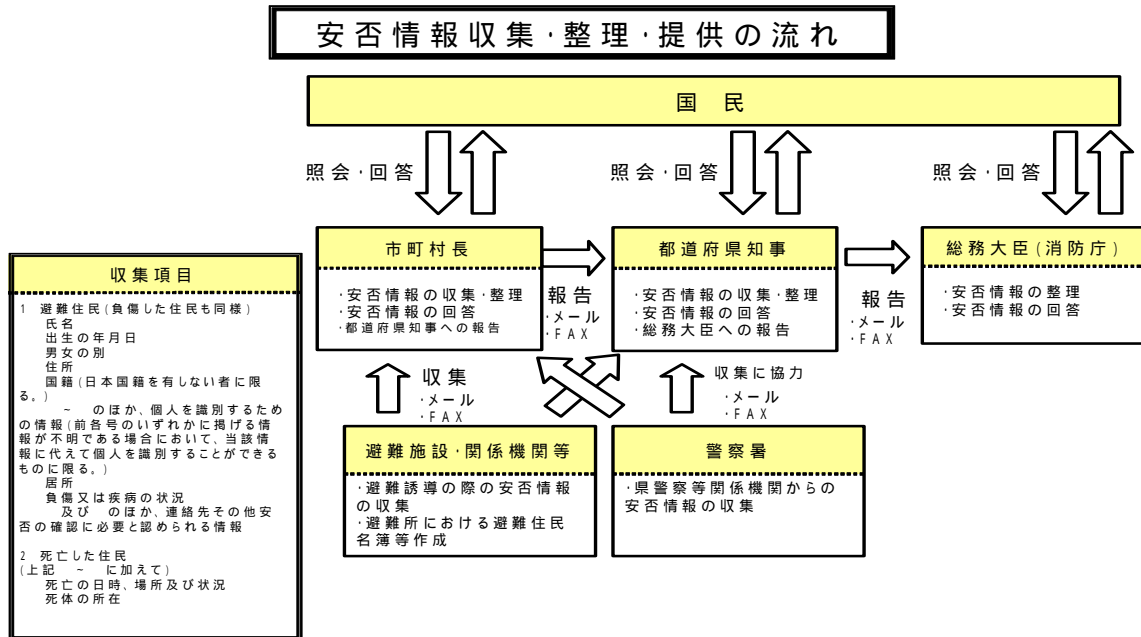 安否情報収集・整理・提供の流れ
国 民
照会・回答
照会・回答
照会・回答
市町村長
・安否情報の収集・整理
・安否情報の回答
・都道府県知事への報告
報告
・メール
・FAX
都道府県知事
・安否情報の収集・整理
・安否情報の回答
・総務大臣への報告
報告
・メール
・FAX
総務大臣(消防庁)
・安否情報の整理
・安否情報の回答
収集項目
1 避難住民(負傷した住民も同様)
氏名
出生の年月日
男女の別
住所
国籍(日本国籍を有しない者に限
る。)
~ のほか、個人を識別するため
の情報(前各号のいずれかに掲げる情
報が不明である場合において、当該情
報に代えて個人を識別することができる
ものに限る。)
居所
負傷又は疾病の状況
及び のほか、連絡先その他安
否の確認に必要と認められる情報
2 死亡した住民
(上記 ~ に加えて)
死亡の日時、場所及び状況
死体の所在
収集
・メール
・FAX
収集に協力
・メール
・FAX
避難施設・関係機関等
・避難誘導の際の安否情報
の収集
・避難所における避難住民
名簿等作成
警察署
・県警察等関係機関からの
安否情報の収集